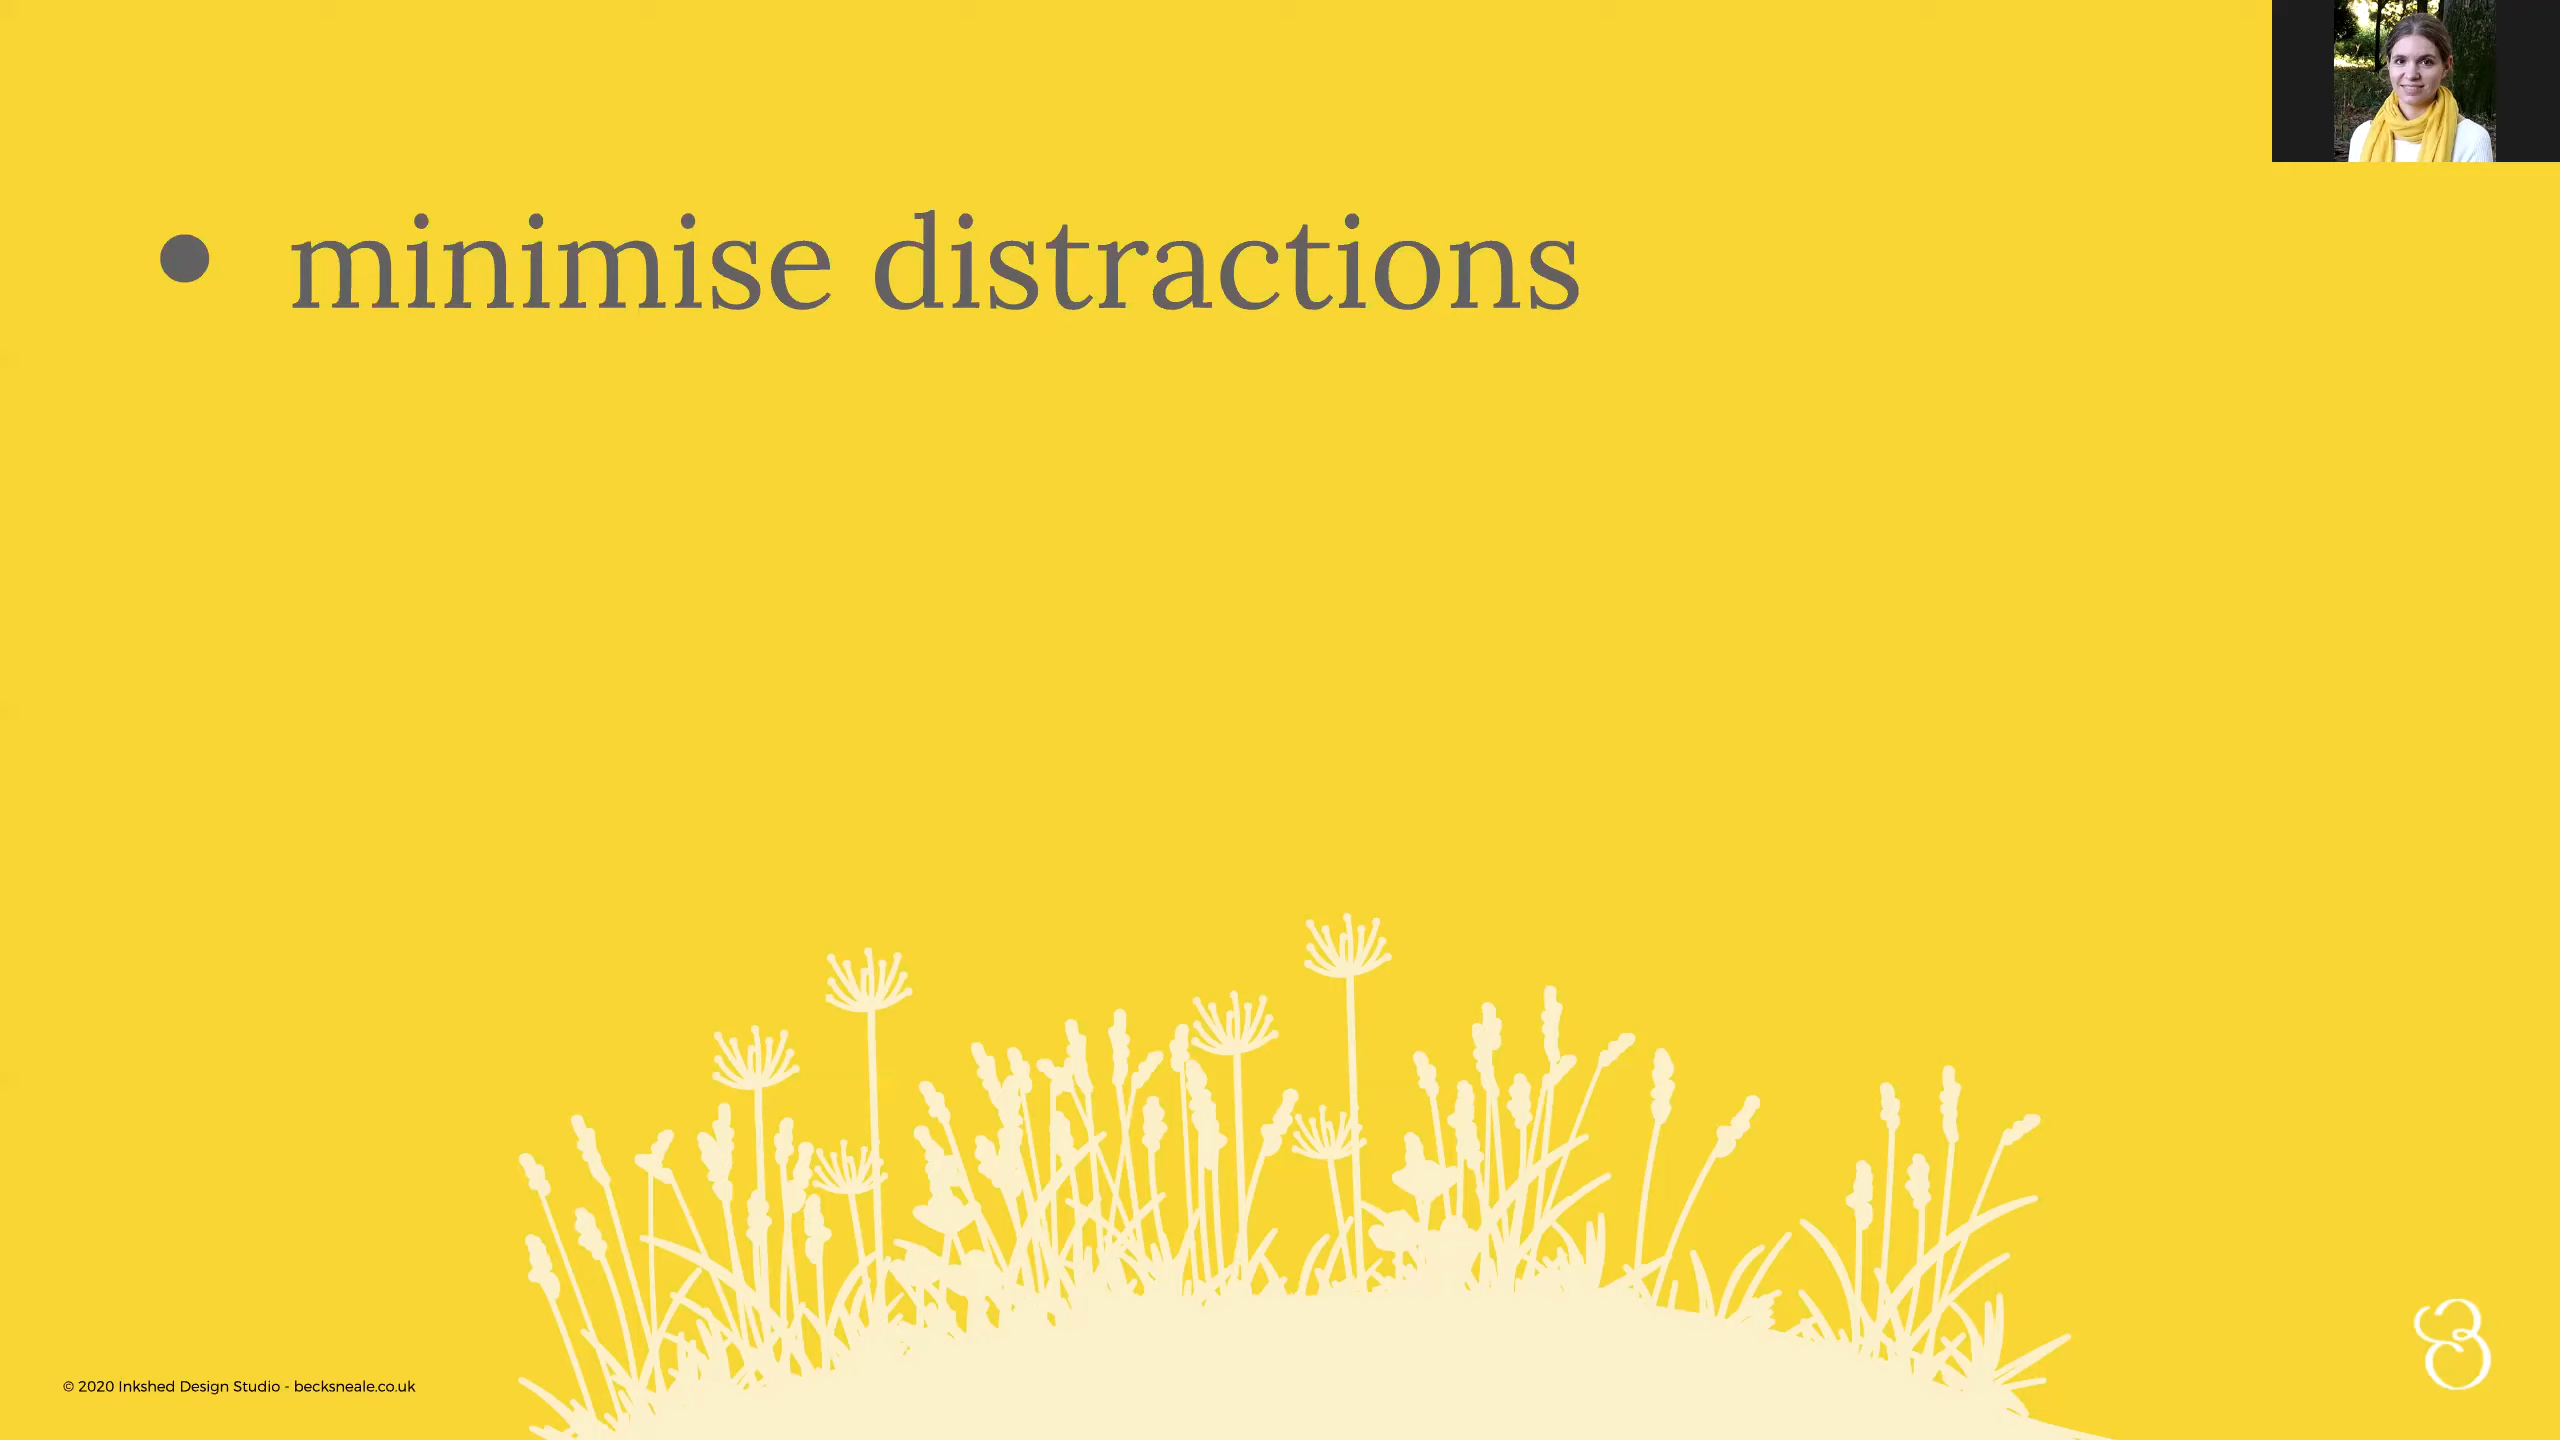 • minimise distractions
© 2020 Inkshed Design Studio - becksneale.co.uk